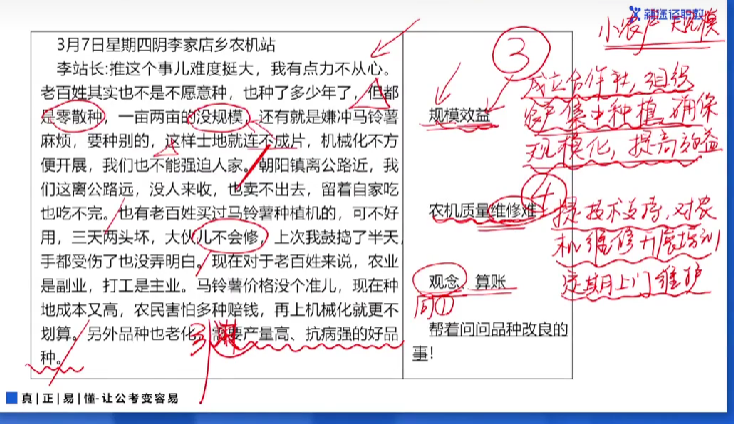 新途径职教
小农户 大规模
3月7日星期四阴李家店乡农机站
李站长:推这个事儿难度挺大，我有点力不从心。
老百姓其实也不是不愿意，也种了多少年了，但都
是零散种，一亩两亩的没规模，还有就是嫌冲马铃薯
麻烦，要种别的，这样土地就连不成片，机械化不方
便开展，我们也不能强迫人家。朝阳镇离公路近，我
们这离公路远，没人来收，也卖不出去，留着自家吃
也吃不完。也有老百姓买过马铃薯种植机的，可不好
用，三天两头坏，大伙儿不会修，上次我鼓捣了半天，
手都受伤了也没弄明白。现在对于老百姓来说，农业
是副业，打工是主业。马铃薯价格没个准儿，现在种
地成本又高，农民害怕多种赔钱，再上机械化就更不
划算。另外品种也老化，需要产量高、抗病强的好品
种。
③
规模效益
成立合作社，组织
农户集中种植，确保
规模化，提高效益
④
农机质量维修难
提技术支持，对农
机维修开展培训
定期上门维护
观念，算账
同①
帮着问问品种改良的
事!
真|正|易|懂-让公考变容易